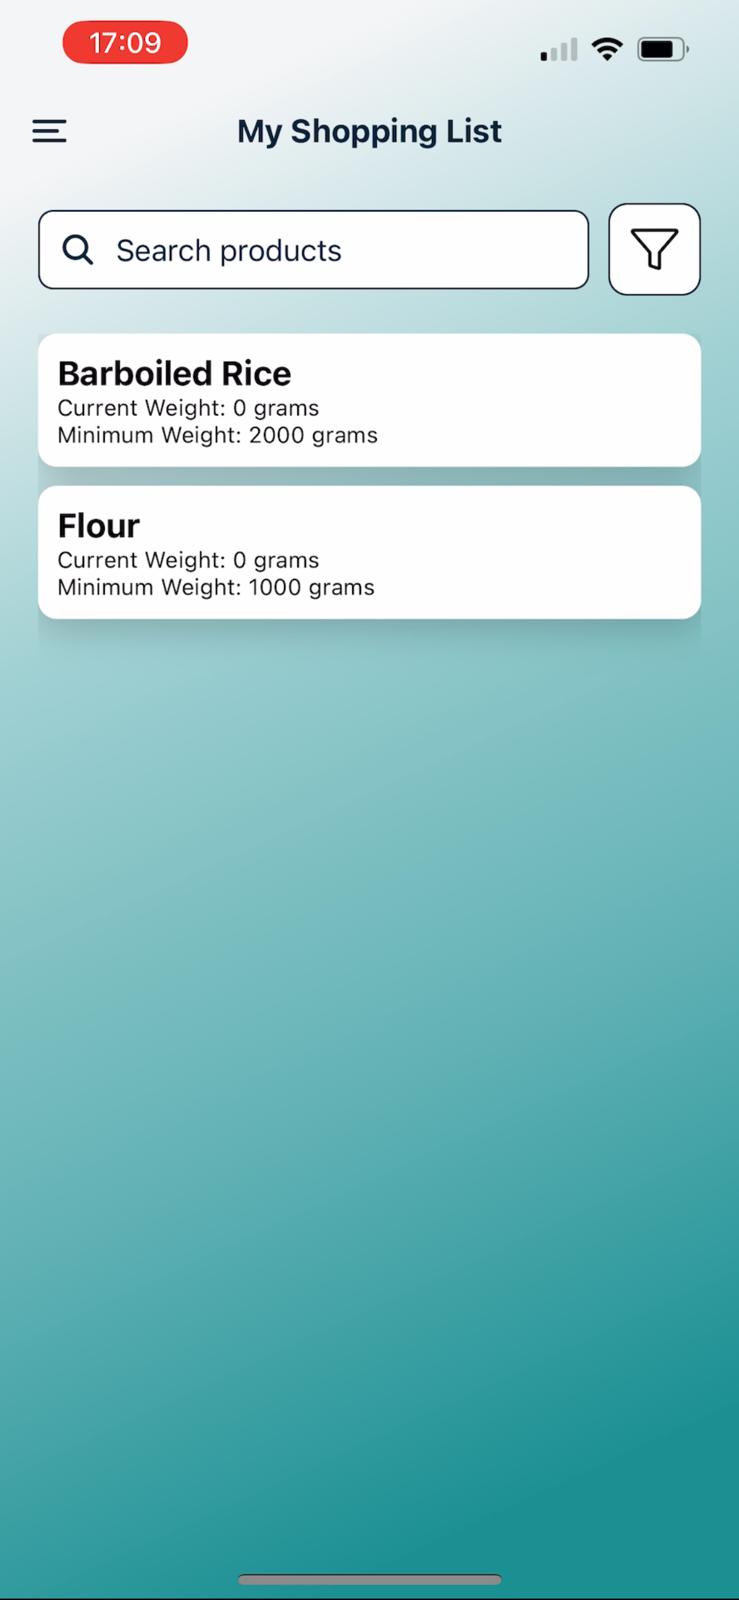 17:09
My Shopping List
Search products
Barboiled Rice
Current Weight: 0 grams
Minimum Weight: 2000 grams
Flour
Current Weight: 0 grams
Minimum Weight: 1000 grams